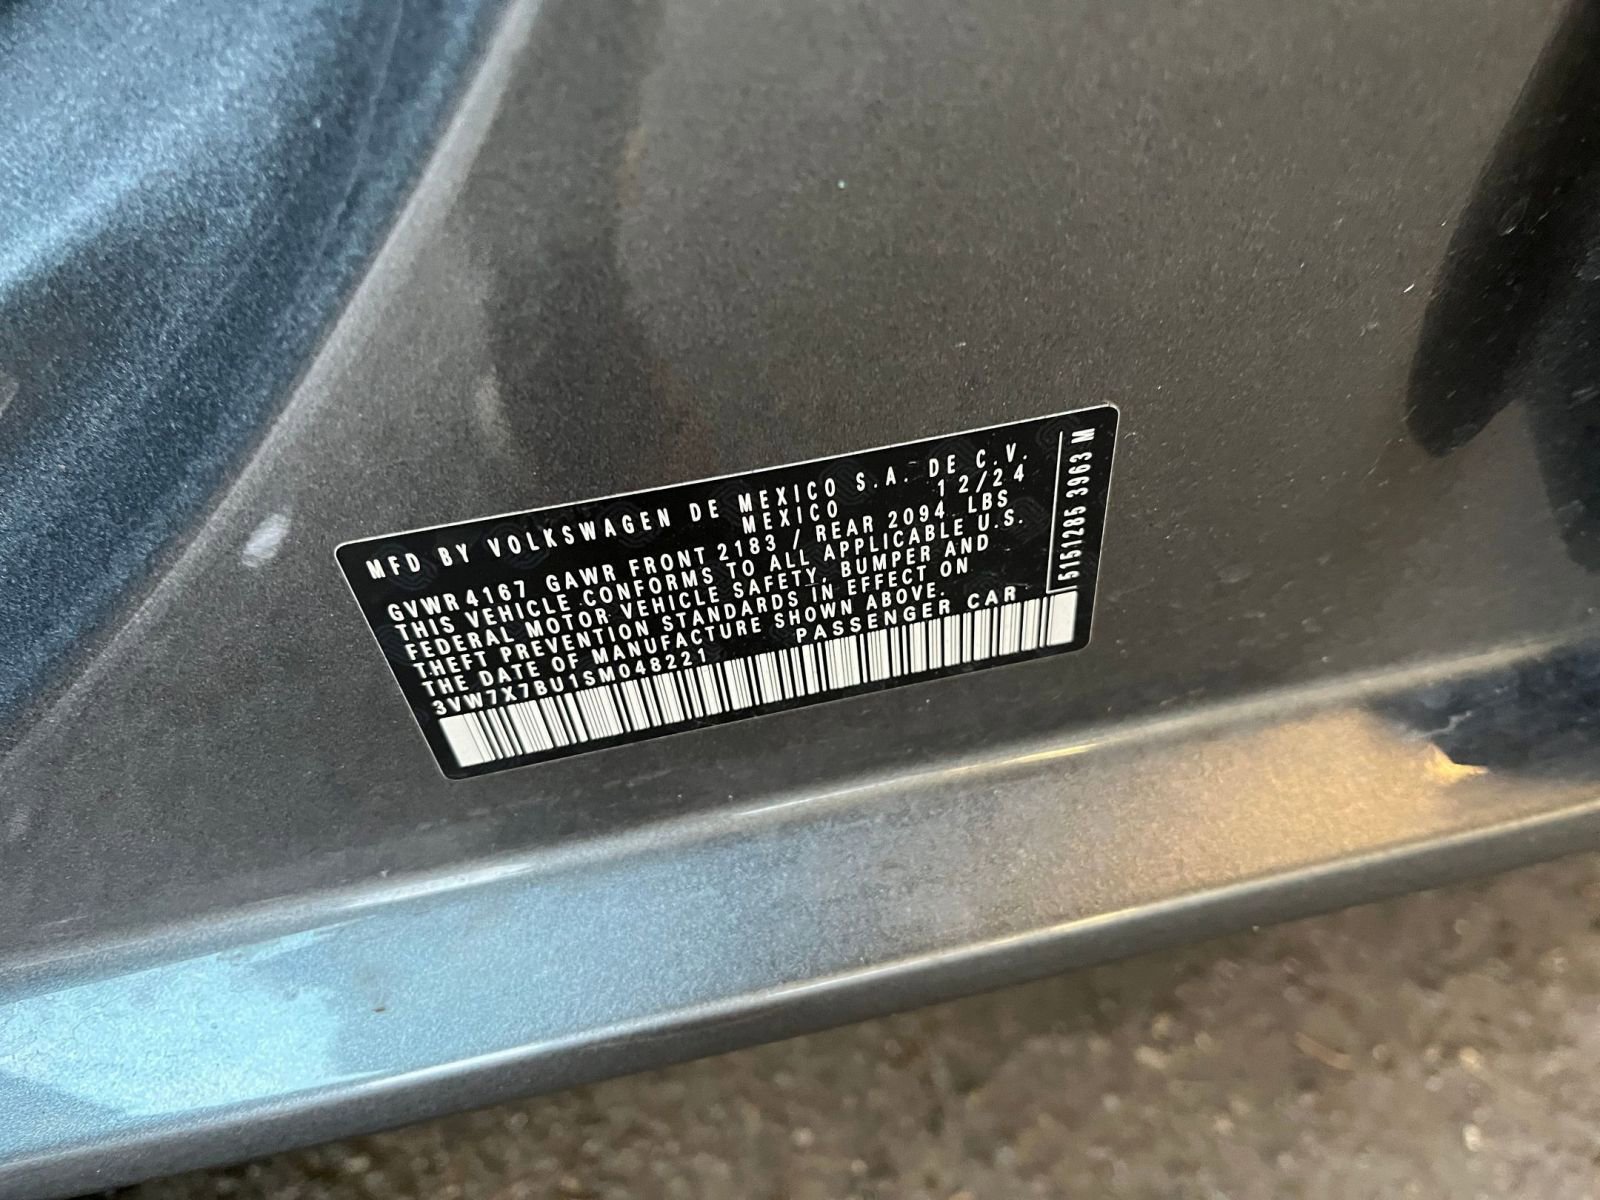 MFD BY VOLKSWAGEN DE MEXICO S.A. DE C.V.
MEXICO 12/24
GVWR 4167 GAWR FRONT 2183 / REAR 2094 LBS
THIS VEHICLE CONFORMS TO ALL APPLICABLE U.S.
FEDERAL MOTOR VEHICLE SAFETY, BUMPER AND
THEFT PREVENTION STANDARDS IN EFFECT ON
THE DATE OF MANUFACTURE SHOWN ABOVE.
3VW7X7BU1SM048221 PASSENGER CAR
5151285 3963 M